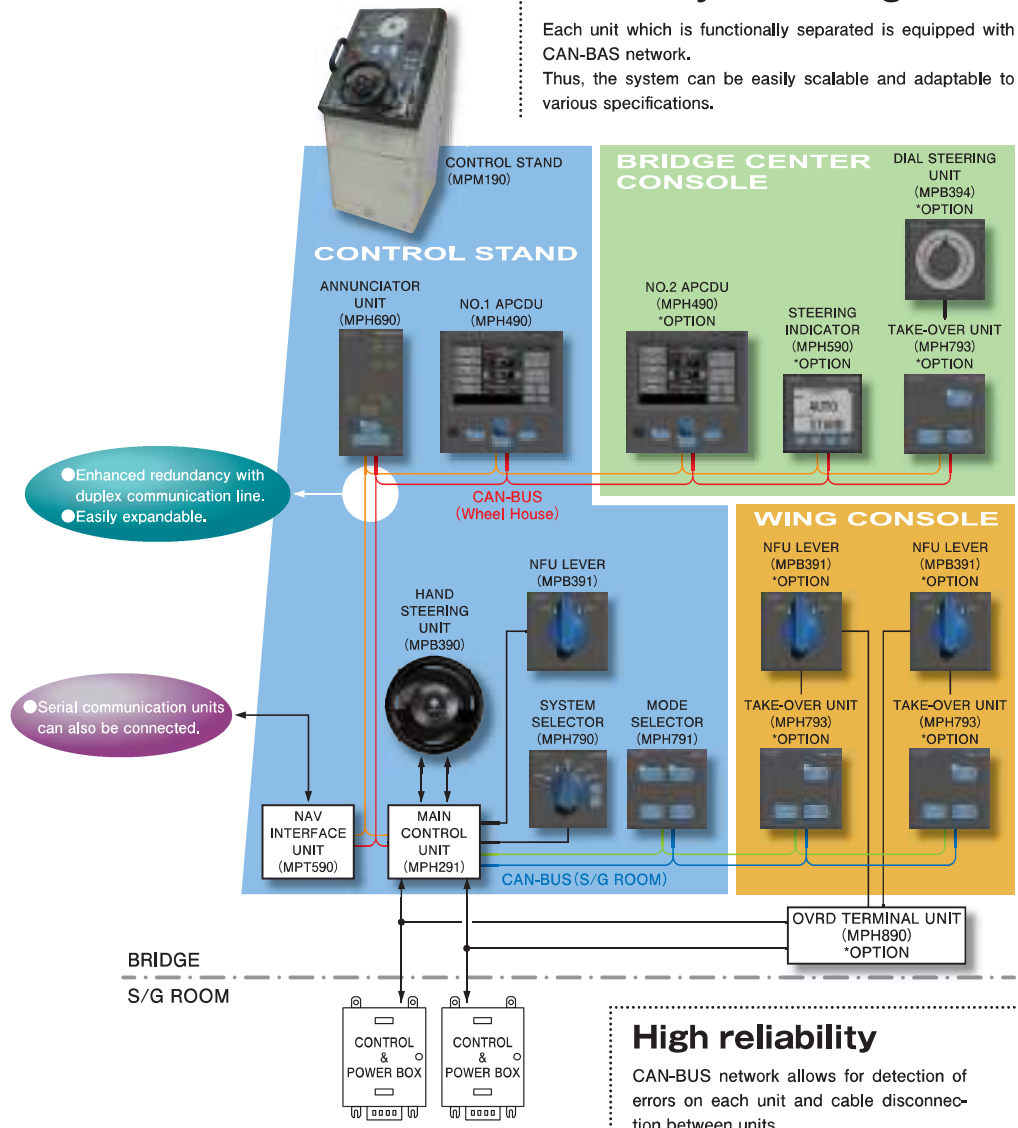 Each unit which is functionally separated is equipped with
CAN-BAS network.
Thus, the system can be easily scalable and adaptable to
various specifications.
CONTROL STAND
(MPM190)
BRIDGE CENTER
CONSOLE
DIAL STEERING
UNIT
(MPB394)
*OPTION
CONTROL STAND
ANNUNCIATOR
UNIT
(MPH690)
NO.1 APCDU
(MPH490)
NO.2 APCDU
(MPH490)
*OPTION
STEERING
INDICATOR
(MPH590)
*OPTION
TAKE-OVER UNIT
(MPH793)
*OPTION
AUTO
●Enhanced redundancy with
duplex communication line.
●Easily expandable.
CAN-BUS
(Wheel House)
WING CONSOLE
NFU LEVER
(MPB391)
HAND
STEERING
UNIT
(MPB390)
NFU LEVER
(MPB391)
*OPTION
NFU LEVER
(MPB391)
*OPTION
●Serial communication units
can also be connected.
SYSTEM
SELECTOR
(MPH790)
MODE
SELECTOR
(MPH791)
TAKE-OVER UNIT
(MPH793)
*OPTION
TAKE-OVER UNIT
(MPH793)
*OPTION
NAV
INTERFACE
UNIT
(MPT590)
MAIN
CONTROL
UNIT
(MPH291)
CAN-BUS(S/G ROOM)
OVRD TERMINAL UNIT
(MPH890)
*OPTION
BRIDGE
S/G ROOM
CONTROL
&
POWER BOX
CONTROL
&
POWER BOX
High reliability
CAN-BUS network allows for detection of
errors on each unit and cable disconnec-
tion between units.